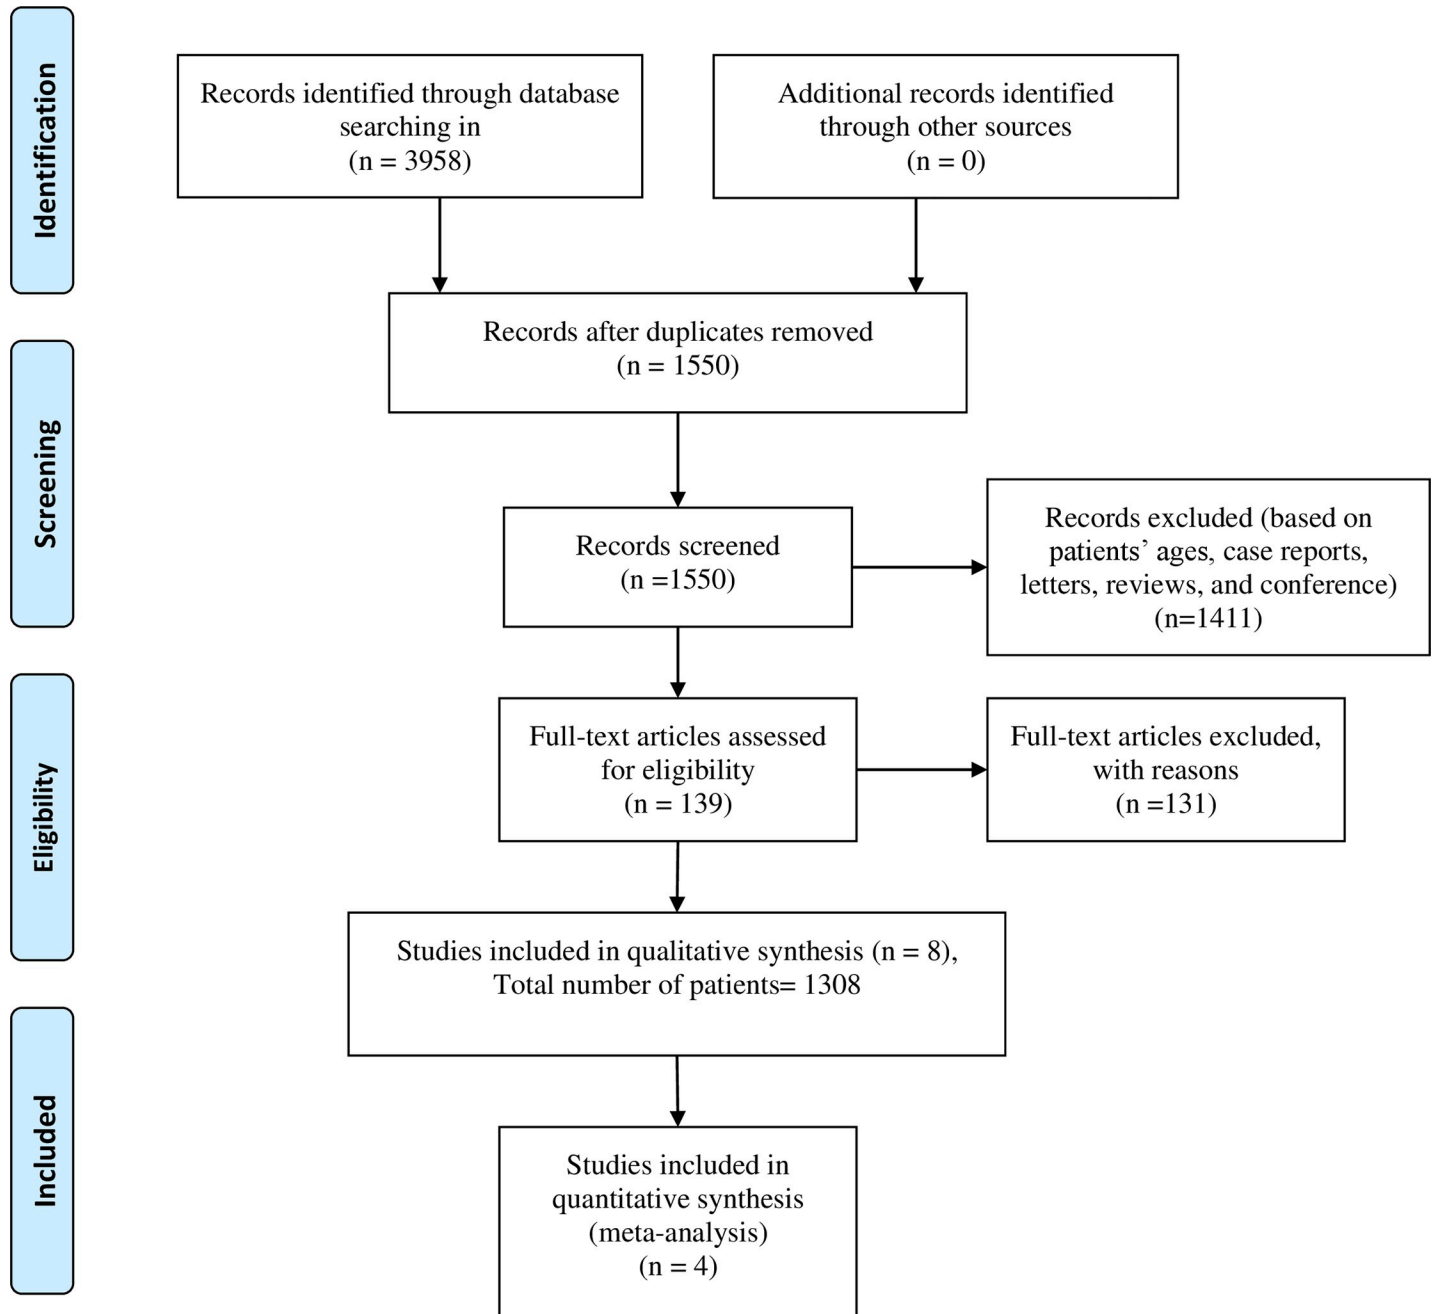 Identification
Records identified through database
searching in
(n = 3958)
Additional records identified
through other sources
(n = 0)
Records after duplicates removed
(n = 1550)
Screening
Records screened
(n =1550)
Records excluded (based on
patients’ ages, case reports,
letters, reviews, and conference)
(n=1411)
Eligibility
Full-text articles assessed
for eligibility
(n = 139)
Full-text articles excluded,
with reasons
(n =131)
Studies included in qualitative synthesis (n = 8),
Total number of patients= 1308
Included
Studies included in
quantitative synthesis
(meta-analysis)
(n = 4)